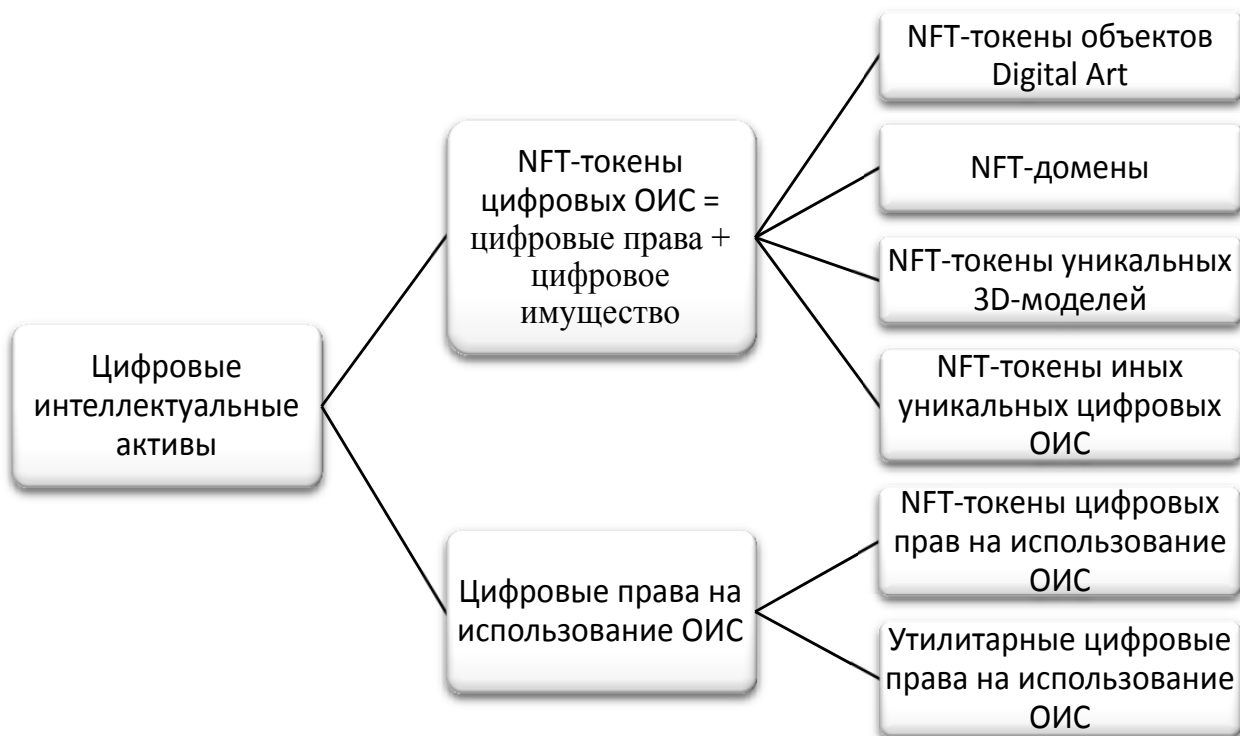 Цифровые
интеллектуальные
активы
NFT-токены
цифровых ОИС =
цифровые права +
цифровое
имущество
NFT-токены объектов
Digital Art
NFT-домены
NFT-токены уникальных
3D-моделей
NFT-токены иных
уникальных цифровых
ОИС
Цифровые права на
использование ОИС
NFT-токены цифровых
прав на использование
ОИС
Утилитарные цифровые
права на использование
ОИС